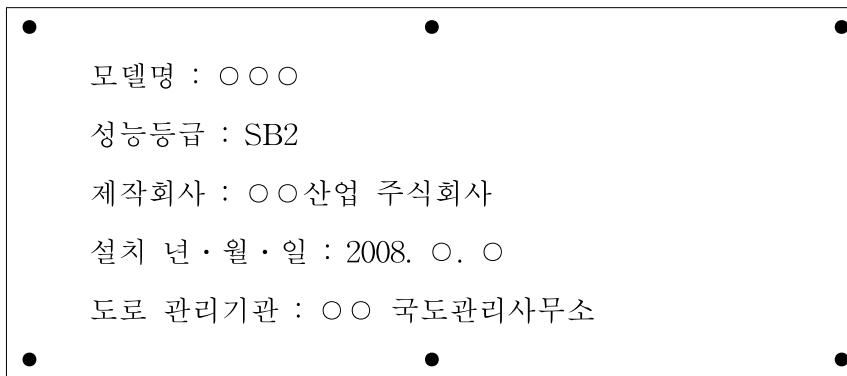 모델명 : ○○○
성능등급 : SB2
제작회사 : ○○산업 주식회사
설치 년·월·일 : 2008. ○. ○
도로 관리기관 : ○○ 국도관리사무소